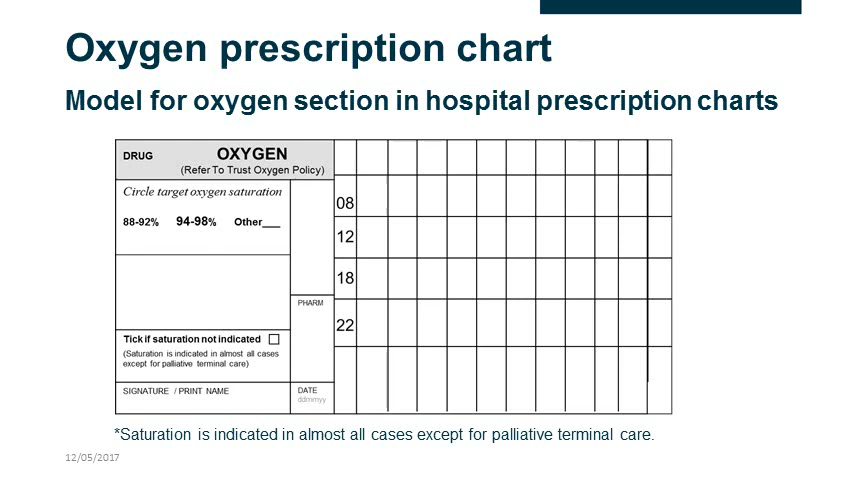 Oxygen prescription chart
Model for oxygen section in hospital prescription charts
DRUG OXYGEN
(Refer To Trust Oxygen Policy)
Circle target oxygen saturation
88-92% 94-98% Other___
08
12
18
PHARM
22
Tick if saturation not indicated
(Saturation is indicated in almost all cases
except for palliative terminal care)
SIGNATURE / PRINT NAME DATE
ddmmyy
*Saturation is indicated in almost all cases except for palliative terminal care.
12/05/2017